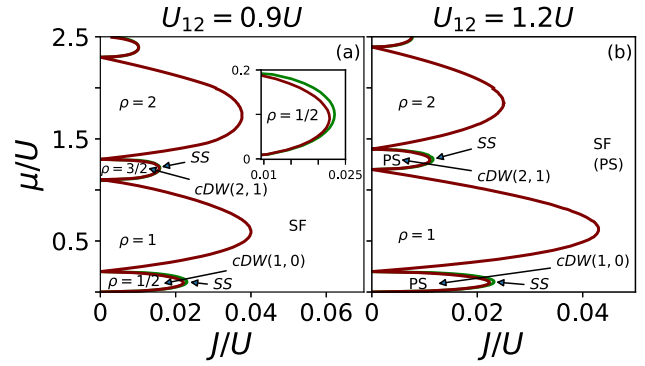 U₁₂ = 0.9U
U₁₂ = 1.2U
2.5
1.5
0.5
μ/U
(a)
0.2
0
0.01
0.025
ρ = 1/2
ρ = 2
SS
ρ = 3/2
cDW(2, 1)
SF
ρ = 1
cDW(1, 0)
ρ = 1/2
SS
0.00
0.02
0.04
0.06
J/U
(b)
ρ = 2
SS
SF
(PS)
PS
cDW(2, 1)
ρ = 1
cDW(1, 0)
PS
SS
0.00
0.02
0.04
J/U